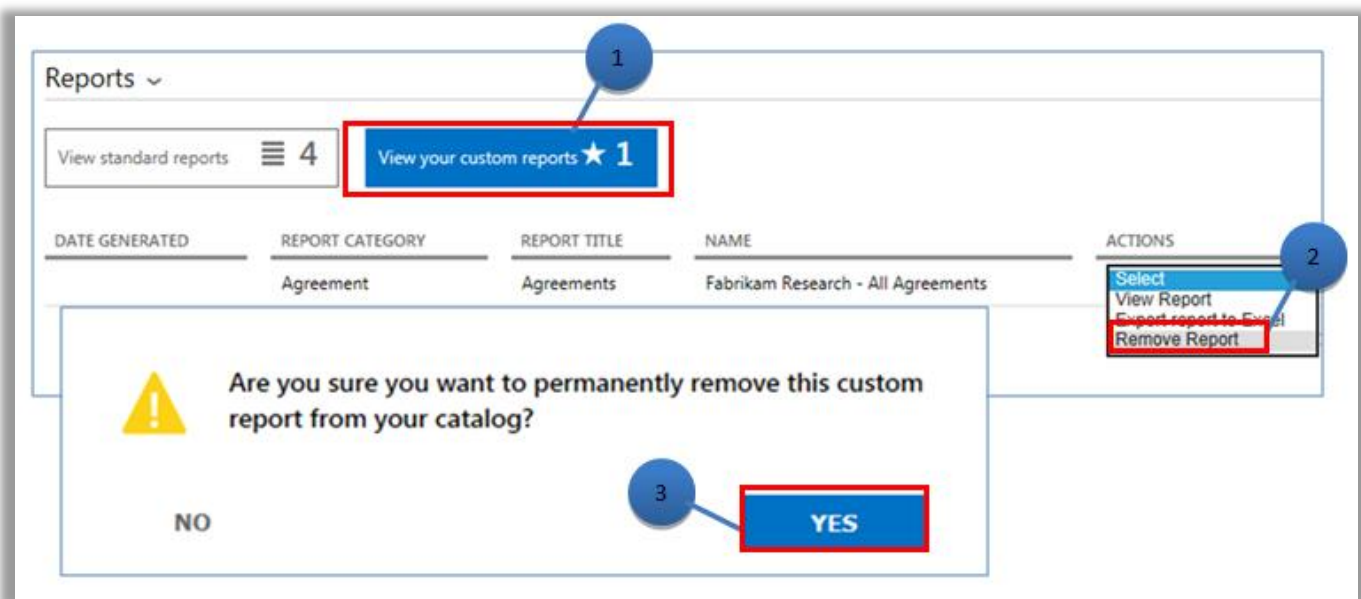 1
Reports
View standard reports 4
View your custom reports ★ 1
DATE GENERATED REPORT CATEGORY REPORT TITLE NAME ACTIONS
2
Agreement Agreements Fabrikam Research - All Agreements Select
View Report
Export report to Excel
Remove Report
Are you sure you want to permanently remove this custom
report from your catalog?
3
NO YES